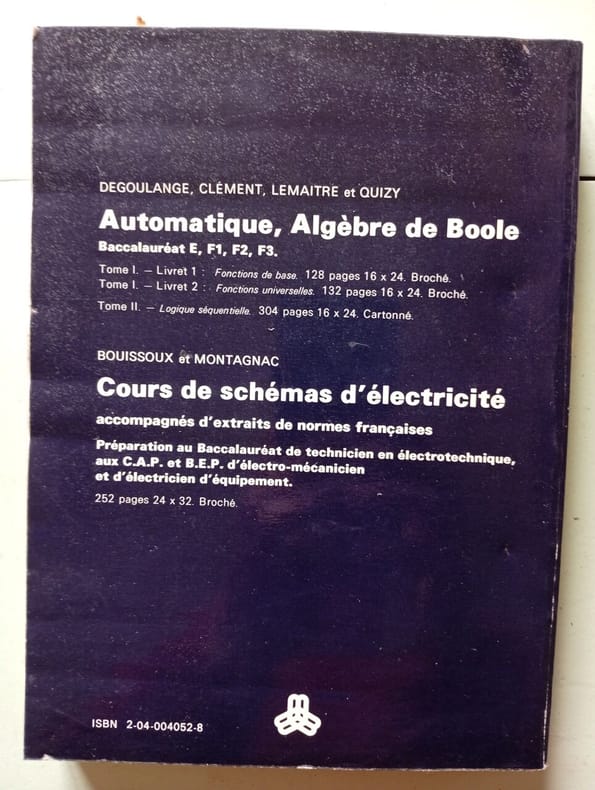 DEGOULANGE, CLÉMENT, LEMAITRE et QUIZY
Automatique, Algèbre de Boole
Baccalauréat E, F1, F2, F3.
Tome I. – Livret 1 : Fonctions de base. 128 pages 16 x 24. Broché.
Tome I. – Livret 2 : Fonctions universelles. 132 pages 16 x 24. Broché.
Tome II. – Logique séquentielle. 304 pages 16 x 24. Cartonné.
BOUISSOUX et MONTAGNAC
Cours de schémas d'électricité
accompagnés d'extraits de normes françaises
Préparation au Baccalauréat de technicien en électrotechnique,
aux C.A.P. et B.E.P. d'électro-mécanicien
et d'électricien d'équipement.
252 pages 24 x 32. Broché.
ISBN 2-04-004052-8